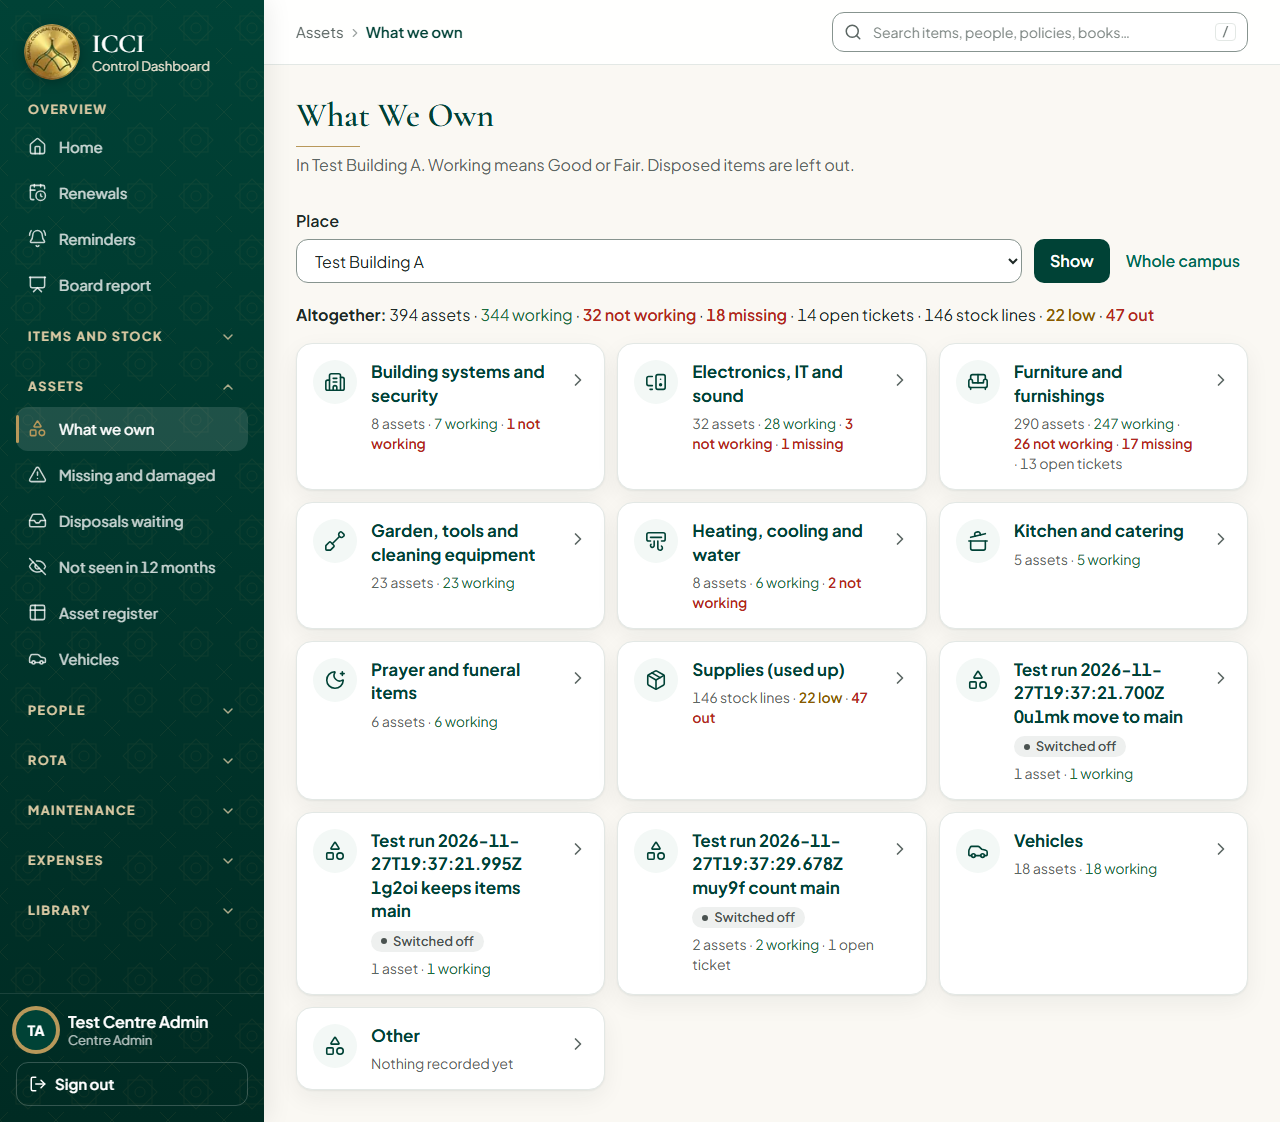 ICCI
Control Dashboard
OVERVIEW
Home
Renewals
Reminders
Board report
ITEMS AND STOCK
ASSETS
What we own
Missing and damaged
Disposals waiting
Not seen in 12 months
Asset register
Vehicles
PEOPLE
ROTA
MAINTENANCE
EXPENSES
LIBRARY
TA
Test Centre Admin
Centre Admin
Sign out
Assets > What we own
Search items, people, policies, books...
/
What We Own
In Test Building A. Working means Good or Fair. Disposed items are left out.
Place
Test Building A
Show
Whole campus
Altogether: 394 assets · 344 working · 32 not working · 18 missing · 14 open tickets · 146 stock lines · 22 low · 47 out
Building systems and
security
8 assets · 7 working · 1 not
working
Electronics, IT and
sound
32 assets · 28 working · 3
not working · 1 missing
Furniture and
furnishings
290 assets · 247 working ·
26 not working · 17 missing
· 13 open tickets
Garden, tools and
cleaning equipment
23 assets · 23 working
Heating, cooling and
water
8 assets · 6 working · 2 not
working
Kitchen and catering
5 assets · 5 working
Prayer and funeral
items
6 assets · 6 working
Supplies (used up)
146 stock lines · 22 low · 47
out
Test run 2026-11-
27T19:37:21.700Z
0u1mk move to main
Switched off
1 asset · 1 working
Test run 2026-11-
27T19:37:21.995Z
1g2oi keeps items
main
Switched off
1 asset · 1 working
Test run 2026-11-
27T19:37:29.678Z
muy9f count main
Switched off
2 assets · 2 working · 1 open
ticket
Vehicles
18 assets · 18 working
Other
Nothing recorded yet